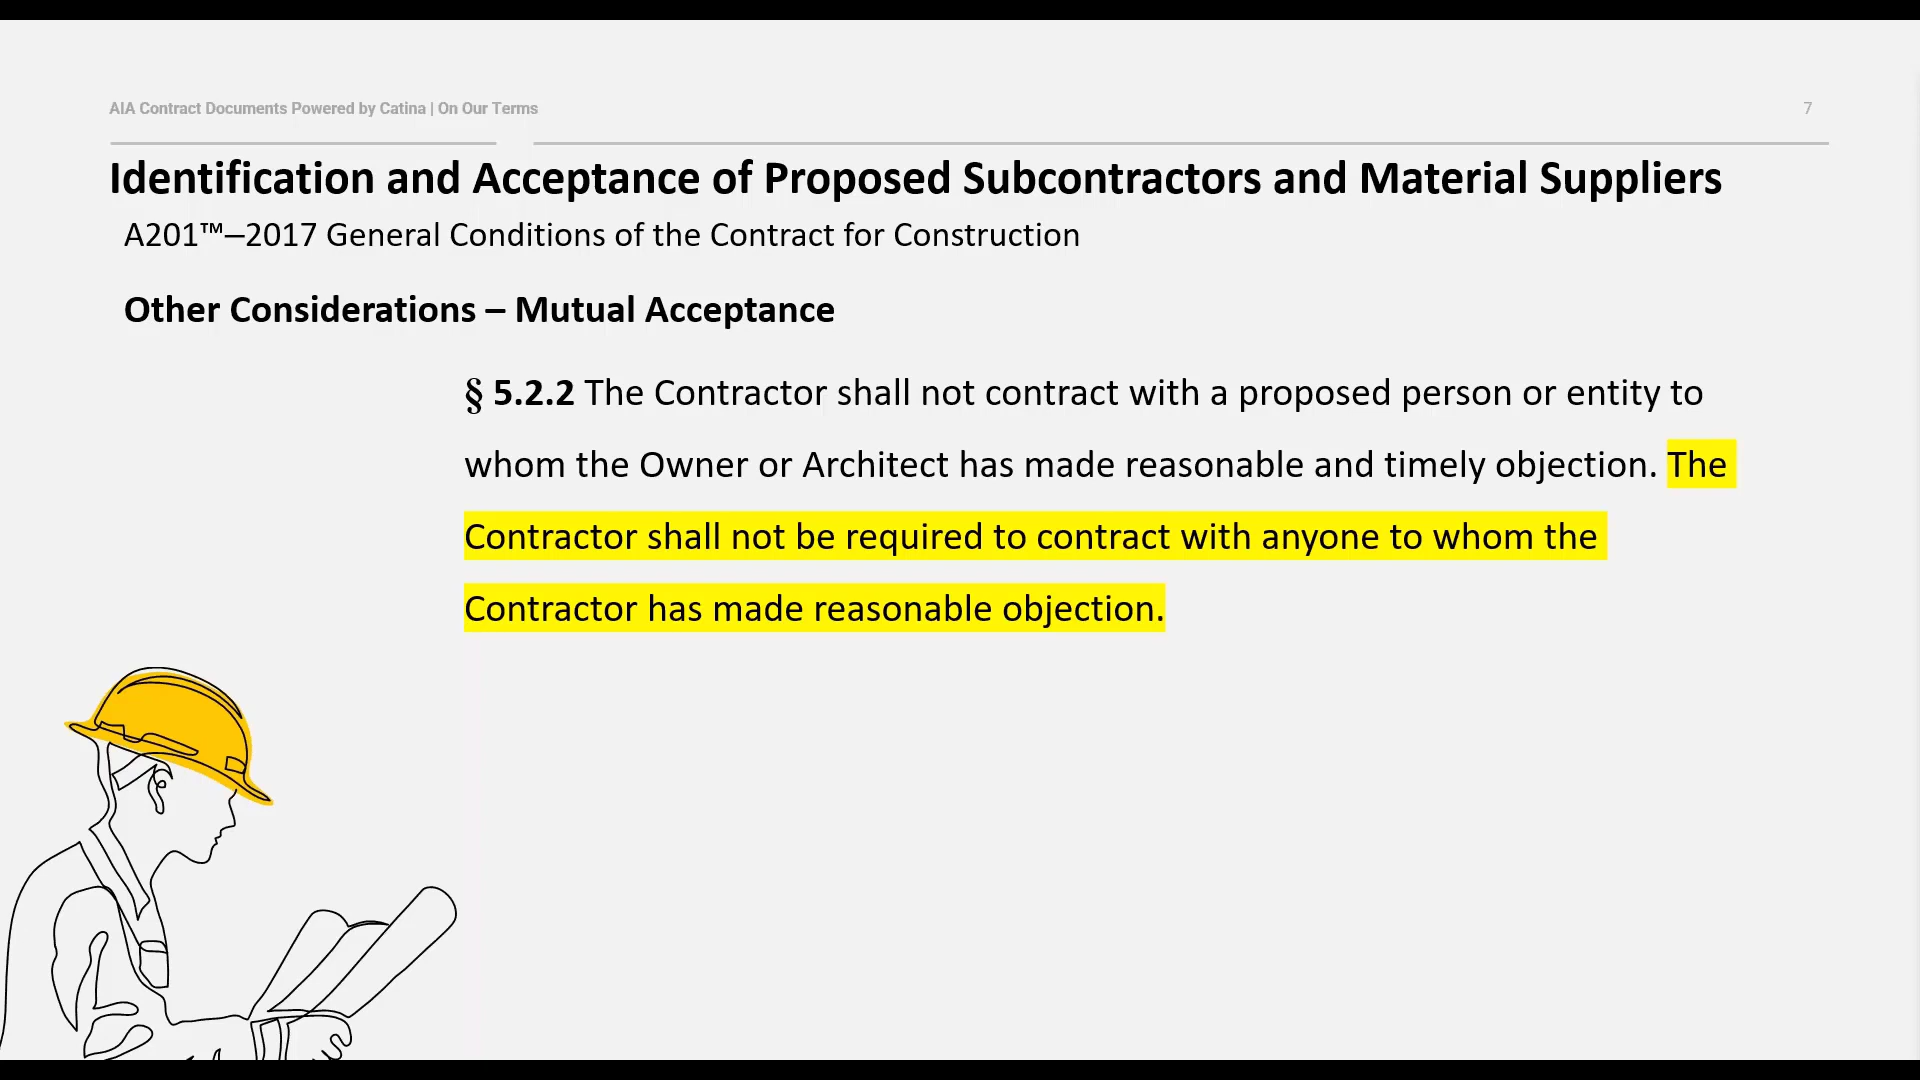 AIA Contract Documents Powered by Catina | On Our Terms
7
Identification and Acceptance of Proposed Subcontractors and Material Suppliers
A201™–2017 General Conditions of the Contract for Construction
Other Considerations – Mutual Acceptance
§ 5.2.2 The Contractor shall not contract with a proposed person or entity to
whom the Owner or Architect has made reasonable and timely objection. The
Contractor shall not be required to contract with anyone to whom the
Contractor has made reasonable objection.